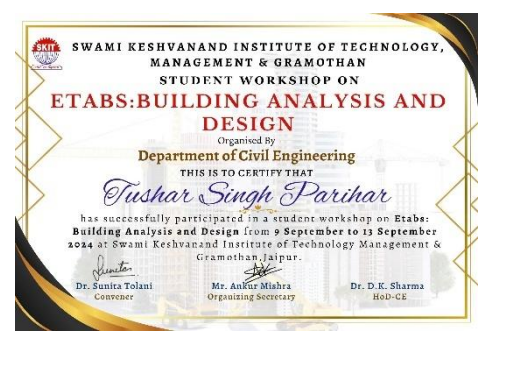 SKIT
SWAMI KESHVANAND INSTITUTE OF TECHNOLOGY,
MANAGEMENT & GRAMOTHAN
STUDENT WORKSHOP ON
ETABS:BUILDING ANALYSIS AND
DESIGN
Organised By
Department of Civil Engineering
THIS IS TO CERTIFY THAT
Tushar Singh Parihar
has successfully participated in a student workshop on Etabs:
Building Analysis and Design from 9 September to 13 September
2024 at Swami Keshvanand Institute of Technology Management &
Gramothan,Jaipur.
Sunita
Dr. Sunita Tolani Mr. Ankur Mishra Dr. D.K. Sharma
Convener Organizing Secretary HoD-CE